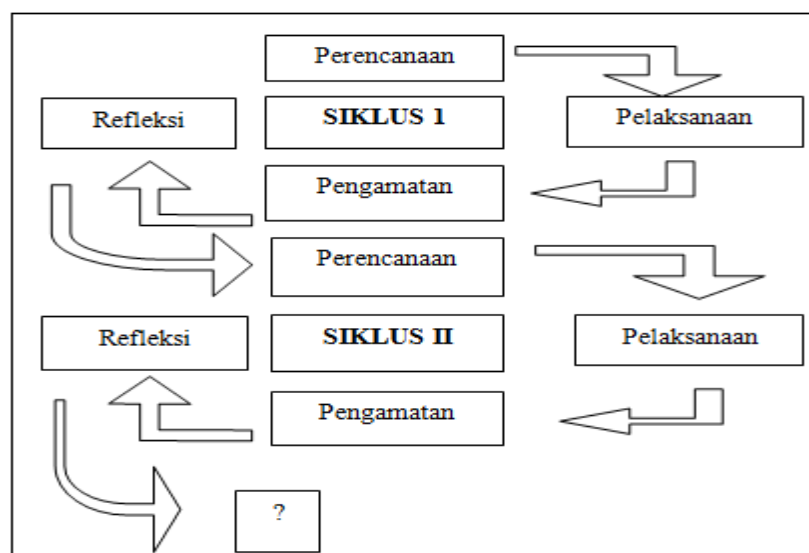 Perencanaan
Refleksi
SIKLUS 1
Pelaksanaan
Pengamatan
Perencanaan
Refleksi
SIKLUS II
Pelaksanaan
Pengamatan
?